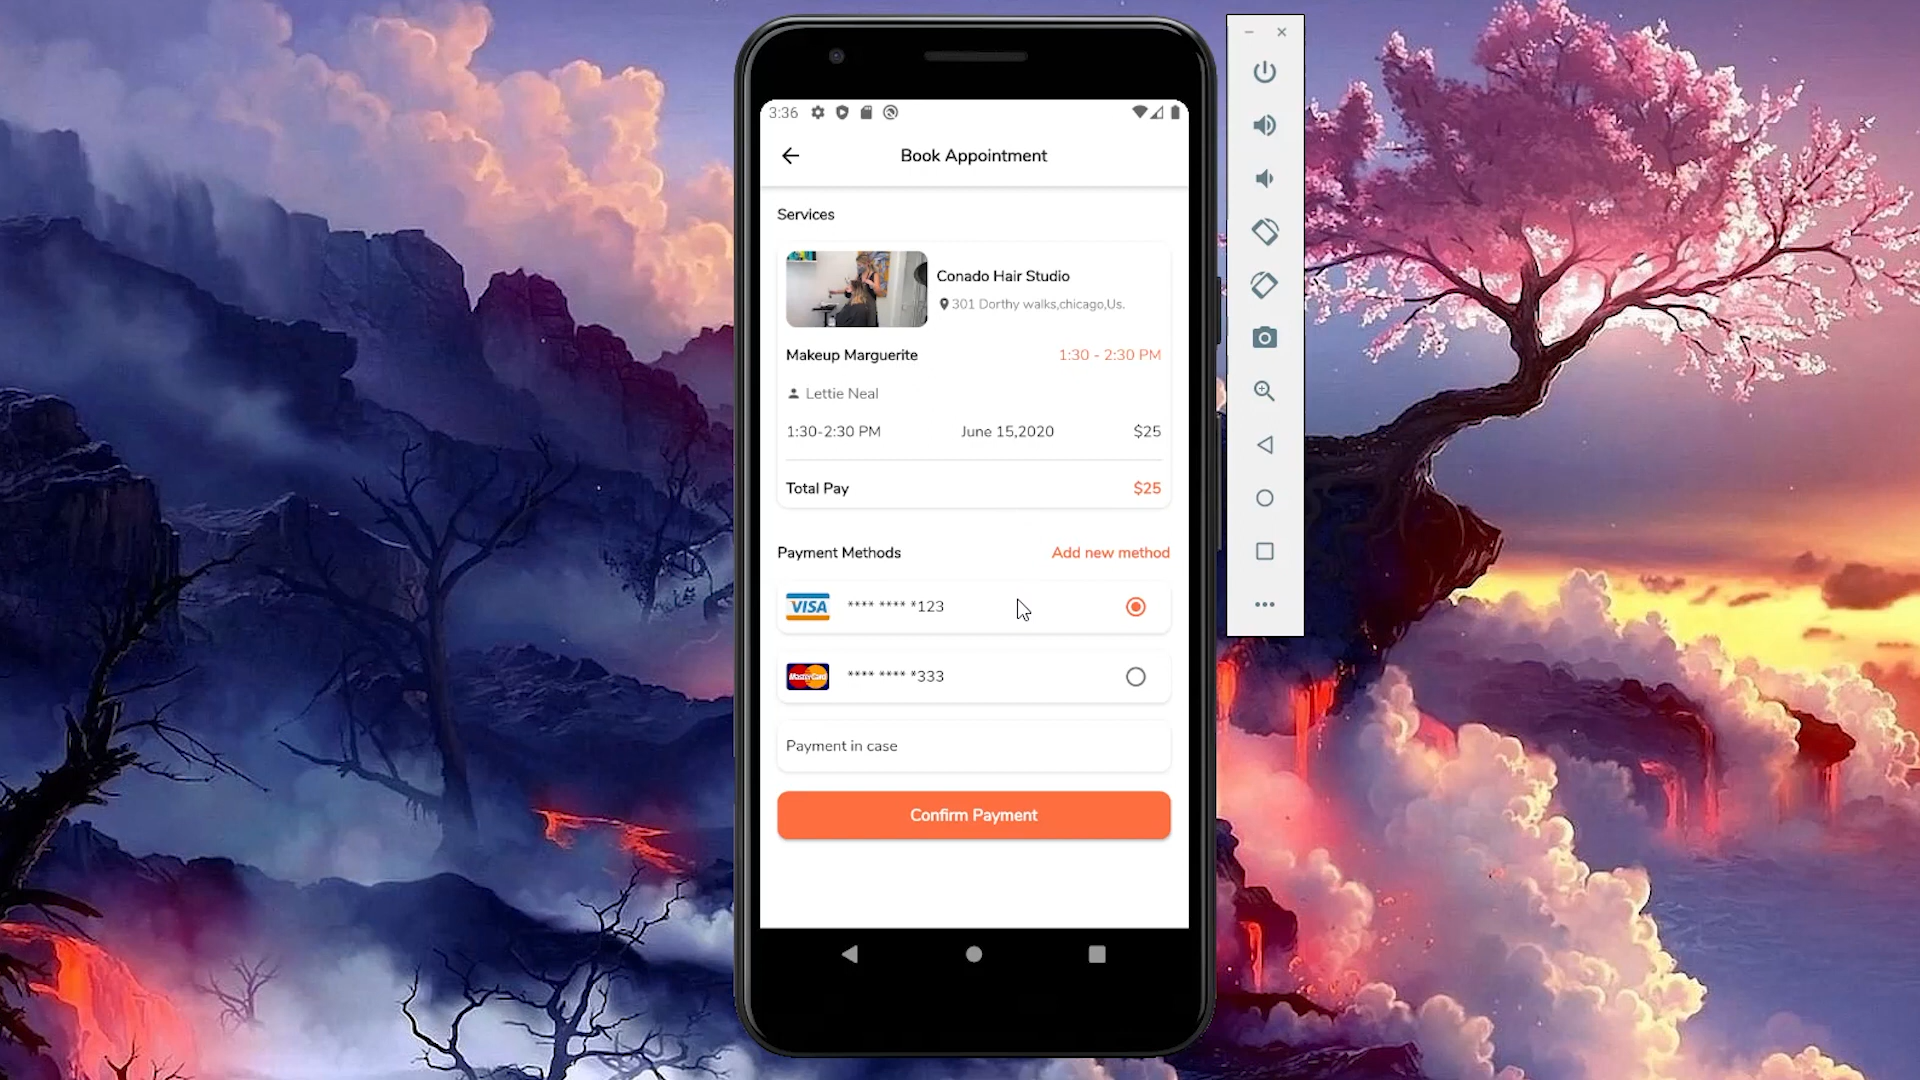 3:36
Book Appointment
Services
Conado Hair Studio
301 Dorthy walks,chicago,Us.
Makeup Marguerite 1:30 - 2:30 PM
Lettie Neal
1:30-2:30 PM June 15,2020 $25
Total Pay $25
Payment Methods Add new method
VISA **** **** *123
MasterCard **** **** *333
Payment in case
Confirm Payment